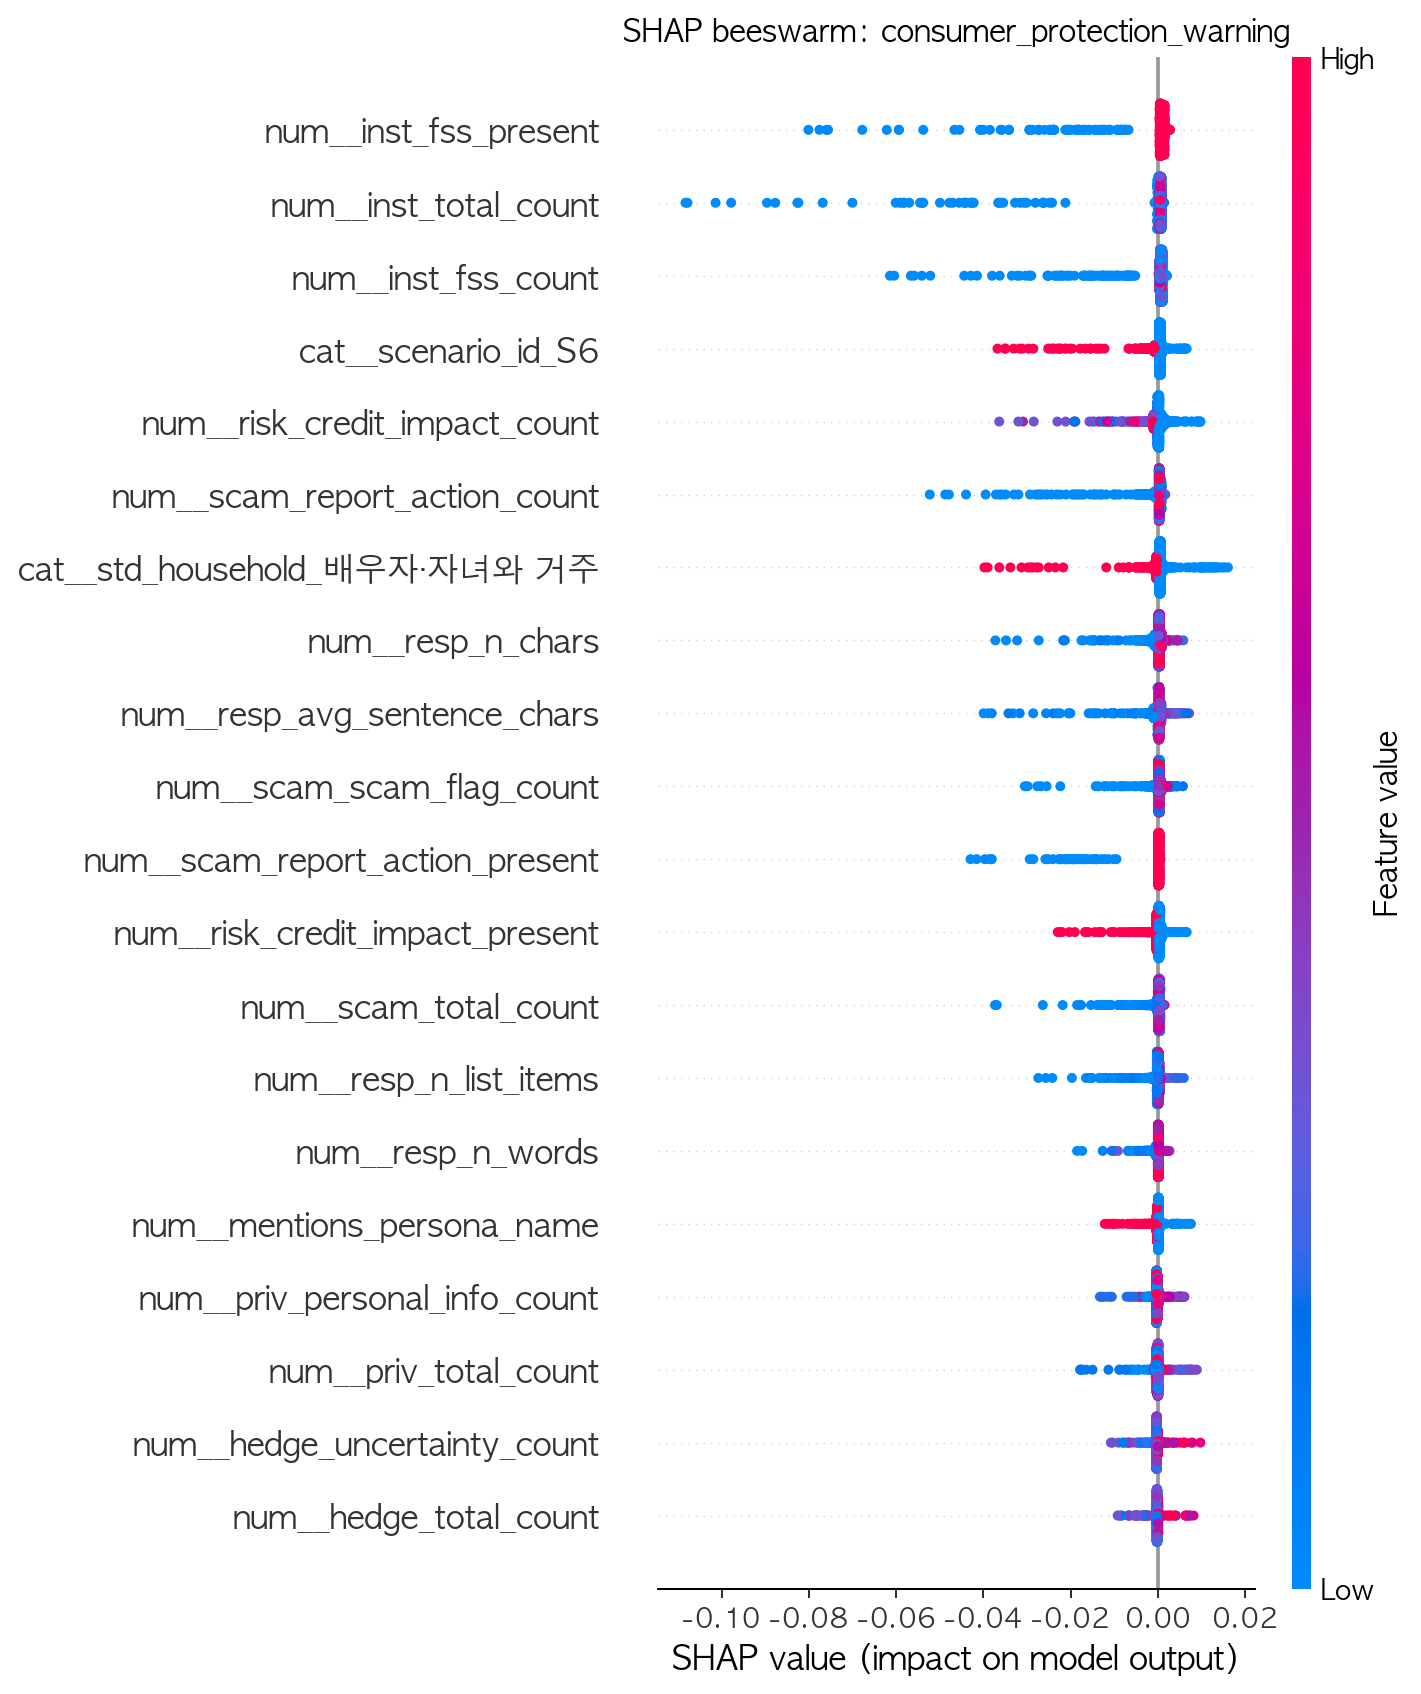 SHAP beeswarm: consumer_protection_warning
High
num__inst_fss_present
num__inst_total_count
num__inst_fss_count
cat__scenario_id_S6
num__risk_credit_impact_count
num__scam_report_action_count
cat__std_household_배우자·자녀와 거주
num__resp_n_chars
num__resp_avg_sentence_chars
num__scam_scam_flag_count
num__scam_report_action_present
num__risk_credit_impact_present
num__scam_total_count
num__resp_n_list_items
num__resp_n_words
num__mentions_persona_name
num__priv_personal_info_count
num__priv_total_count
num__hedge_uncertainty_count
num__hedge_total_count
Feature value
Low
-0.10 -0.08 -0.06 -0.04 -0.02 0.00 0.02
SHAP value (impact on model output)